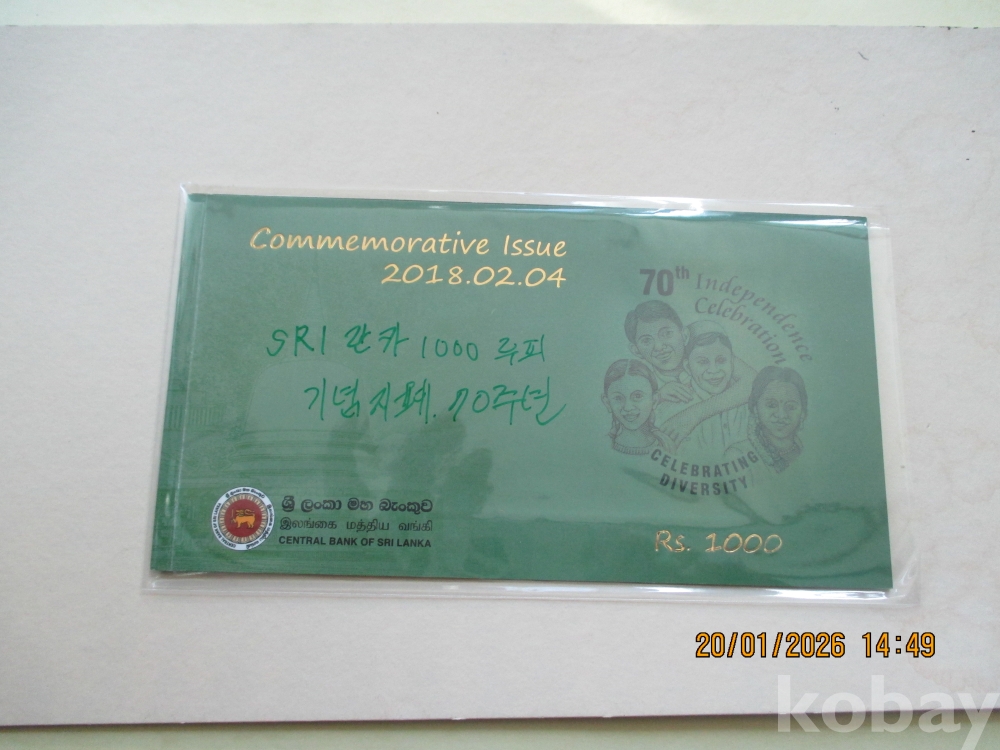 Commemorative Issue
2018.02.04
70th Independence
Celebration
SRI 란카 1000 루피
기념지폐. 70주년
CELEBRATING
DIVERSITY
ශ්‍රී ලංකා මහ බැංකුව
இலங்கை மத்திய வங்கி
CENTRAL BANK OF SRI LANKA
Rs. 1000
20/01/2026 14:49
kobay